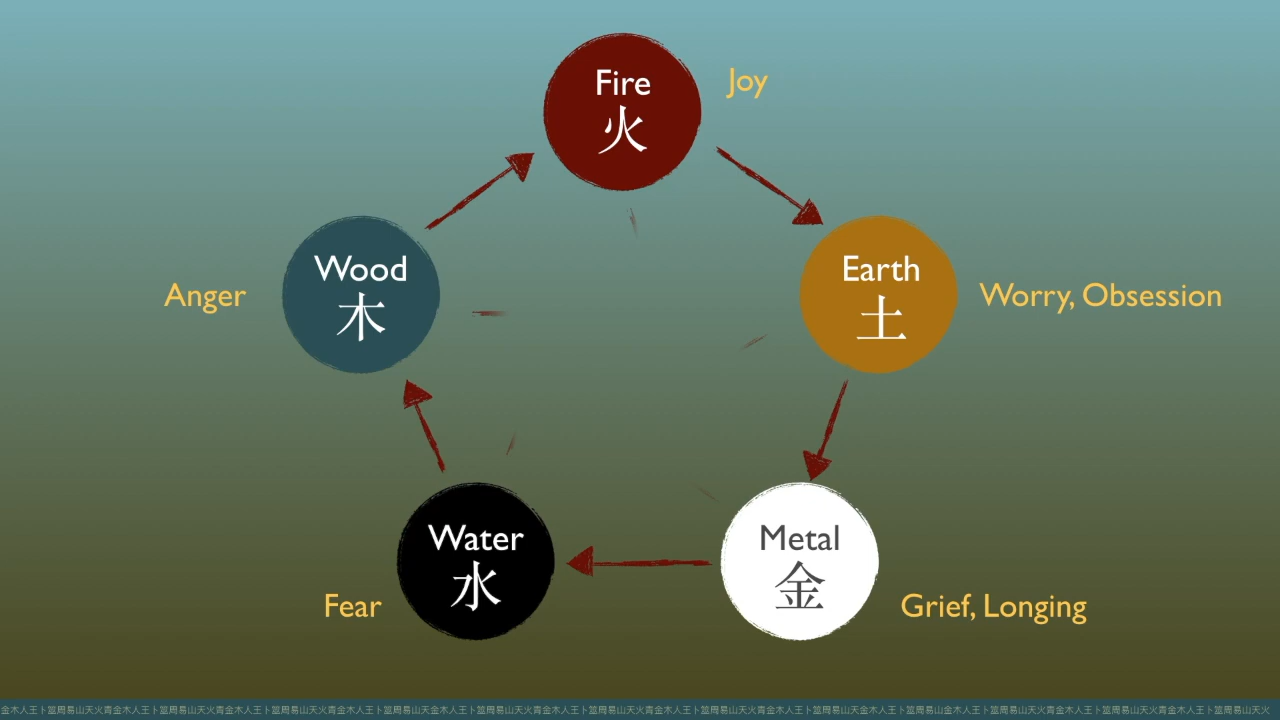 Fire
火
Joy
Wood
木
Anger
Earth
土
Worry, Obsession
Water
水
Fear
Metal
金
Grief, Longing